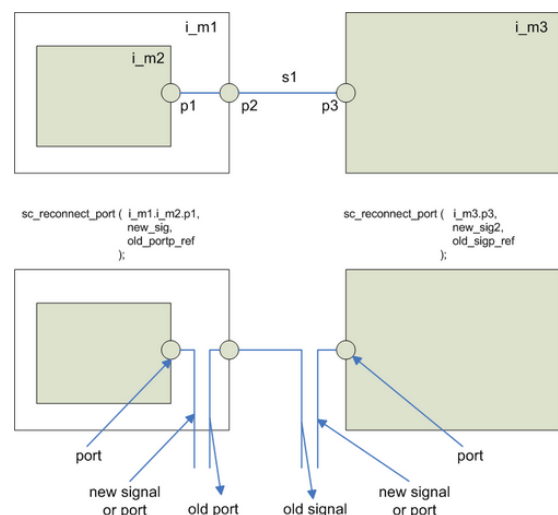 i_m1
i_m3
i_m2
s1
p1
p2
p3
sc_reconnect_port ( i_m1.i_m2.p1,
new_sig,
old_portp_ref
);
sc_reconnect_port ( i_m3.p3,
new_sig2,
old_sigp_ref
);
port
port
new signal
or port
old port
old signal
new signal
or port